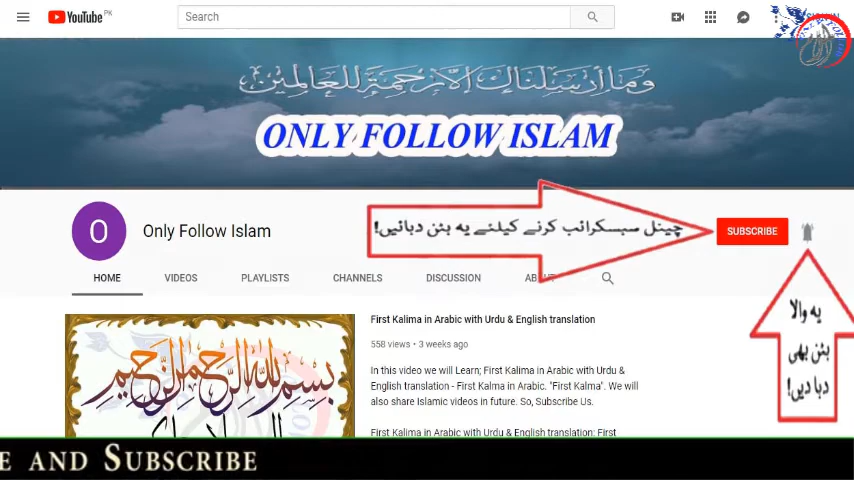 YouTube PK
Search
وما أرسلناك إلا رحمة للعالمين
ONLY FOLLOW ISLAM
O
Only Follow Islam
چینل سبسکرائب کرنے کیلئے یہ بٹن دبائیں!
SUBSCRIBE
HOME
VIDEOS
PLAYLISTS
CHANNELS
DISCUSSION
یہ والا
بٹن بھی
دبا دیں!
بسم الله الرحمن الرحيم
First Kalima in Arabic with Urdu & English translation
558 views • 3 weeks ago
In this video we will Learn; First Kalima in Arabic with Urdu &
English translation - First Kalma in Arabic. "First Kalma". We will
also share Islamic videos in future. So, Subscribe Us.
First Kalima in Arabic with Urdu & English translation: First
E AND SUBSCRIBE